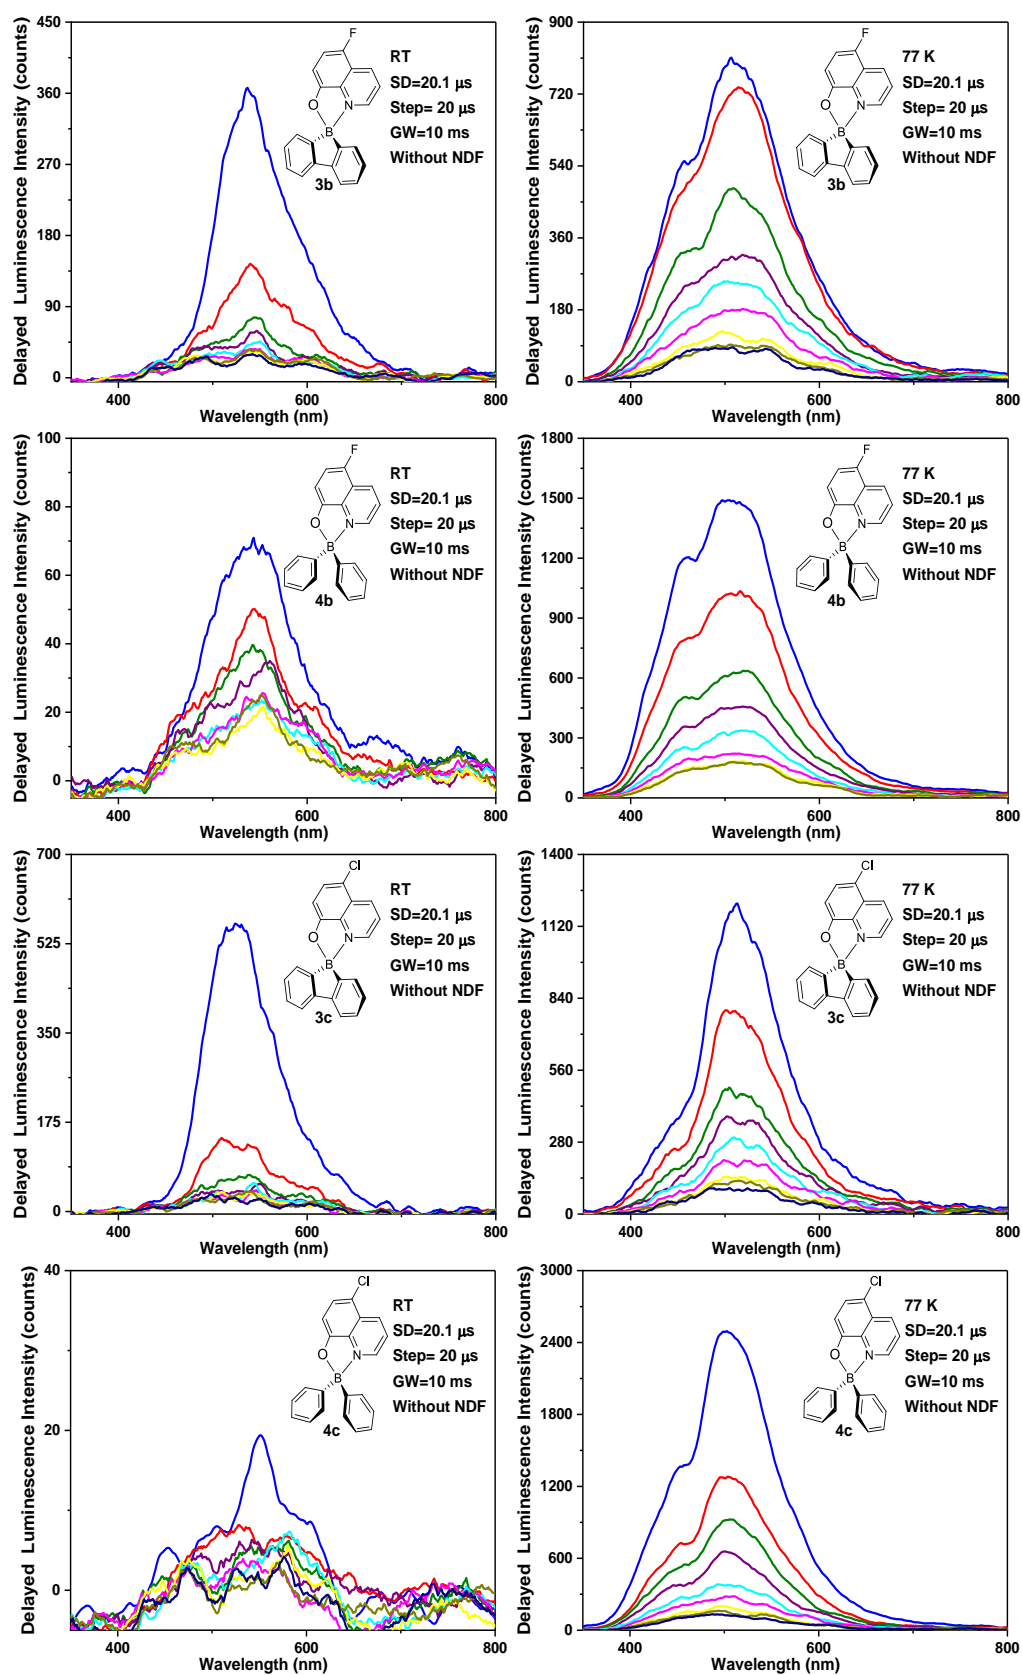 Delayed Luminescence Intensity (counts)
450
360
270
180
90
0
400
600
800
Wavelength (nm)
F
O
N
B
3b
RT
SD=20.1 μs
Step= 20 μs
GW=10 ms
Without NDF
Delayed Luminescence Intensity (counts)
900
720
540
360
180
0
400
600
800
Wavelength (nm)
F
O
N
B
3b
77 K
SD=20.1 μs
Step= 20 μs
GW=10 ms
Without NDF
Delayed Luminescence Intensity (counts)
100
80
60
40
20
0
400
600
800
Wavelength (nm)
F
O
N
B
4b
RT
SD=20.1 μs
Step= 20 μs
GW=10 ms
Without NDF
Delayed Luminescence Intensity (counts)
1800
1500
1200
900
600
300
0
400
600
800
Wavelength (nm)
F
O
N
B
4b
77 K
SD=20.1 μs
Step= 20 μs
GW=10 ms
Without NDF
Delayed Luminescence Intensity (counts)
700
525
350
175
0
400
600
800
Wavelength (nm)
Cl
O
N
B
3c
RT
SD=20.1 μs
Step= 20 μs
GW=10 ms
Without NDF
Delayed Luminescence Intensity (counts)
1400
1120
840
560
280
0
400
600
800
Wavelength (nm)
Cl
O
N
B
3c
77 K
SD=20.1 μs
Step= 20 μs
GW=10 ms
Without NDF
Delayed Luminescence Intensity (counts)
40
20
0
400
600
800
Wavelength (nm)
Cl
O
N
B
4c
RT
SD=20.1 μs
Step= 20 μs
GW=10 ms
Without NDF
Delayed Luminescence Intensity (counts)
3000
2400
1800
1200
600
0
400
600
800
Wavelength (nm)
Cl
O
N
B
4c
77 K
SD=20.1 μs
Step= 20 μs
GW=10 ms
Without NDF